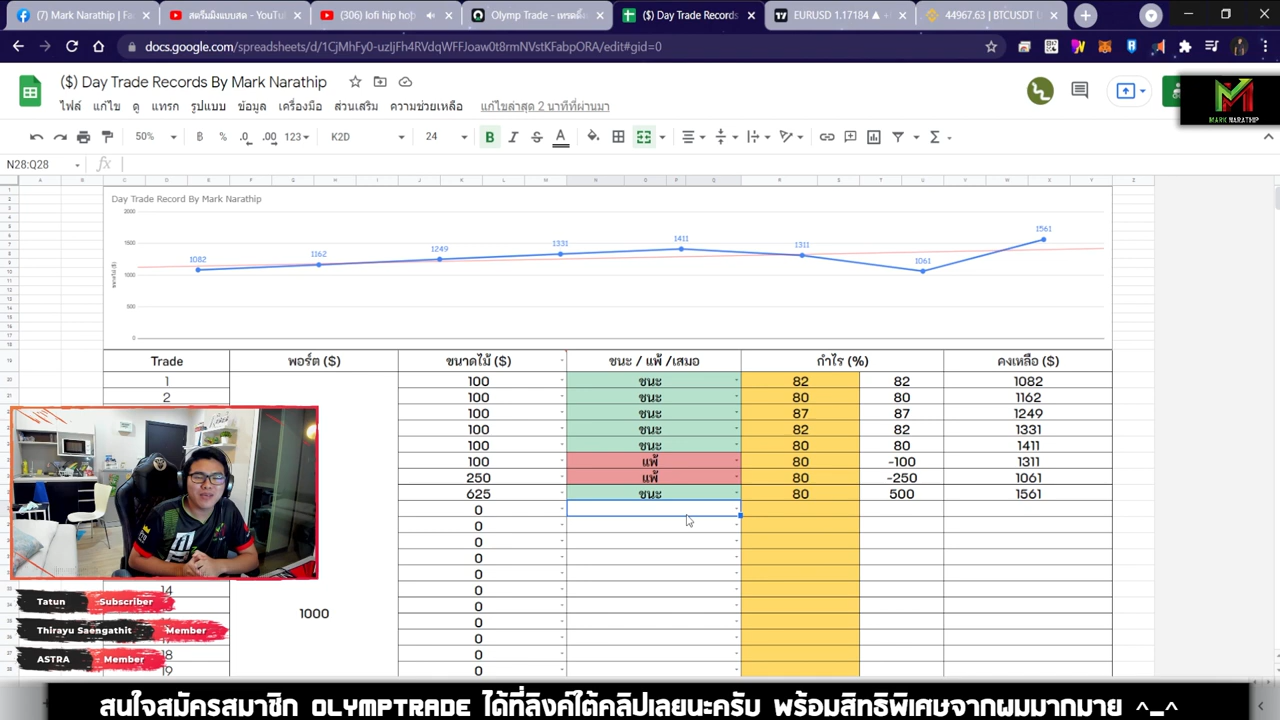 (7) Mark Narathip | Fa
สตรีมมิ่งแบบสด - YouTu
(306) lofi hip hop
Olymp Trade - เทรดดิ้ง
($) Day Trade Records
EURUSD 1.17184 ▲ +0
44967.63 | BTCUSDT
docs.google.com/spreadsheets/d/1CjMhFy0-uzIjFh4RVdqWFFJoaw0t8rmNVstKFabpORA/edit#gid=0
($) Day Trade Records By Mark Narathip
ไฟล์ แก้ไข ดู แทรก รูปแบบ ข้อมูล เครื่องมือ ส่วนเสริม ความช่วยเหลือ แก้ไขล่าสุด 2 นาทีที่ผ่านมา
MARK NARATHIP
50% ฿ % .0 .00 123 K2D 24 B I S A Σ
N28:Q28 fx
Day Trade Record By Mark Narathip
2000
1500
1000
500
0
1082 1162 1249 1331 1411 1311 1061 1561
Trade พอร์ต ($) ขนาดไม้ ($) ชนะ / แพ้ /เสมอ กำไร (%) คงเหลือ ($)
1 100 ชนะ 82 82 1082
2 100 ชนะ 80 80 1162
100 ชนะ 87 87 1249
100 ชนะ 82 82 1331
100 ชนะ 80 80 1411
100 แพ้ 80 -100 1311
250 แพ้ 80 -250 1061
625 ชนะ 80 500 1561
0
0
0
0
0
14 0
0
1000
0
0
18 0
19 0
Tatun Subscriber
Thirayu Saengathit Member
ASTRA Member
สนใจสมัครสมาชิก OLYMPTRADE ได้ที่ลิงค์ใต้คลิปเลยนะครับ พร้อมสิทธิพิเศษจากผมมากมาย ^_^